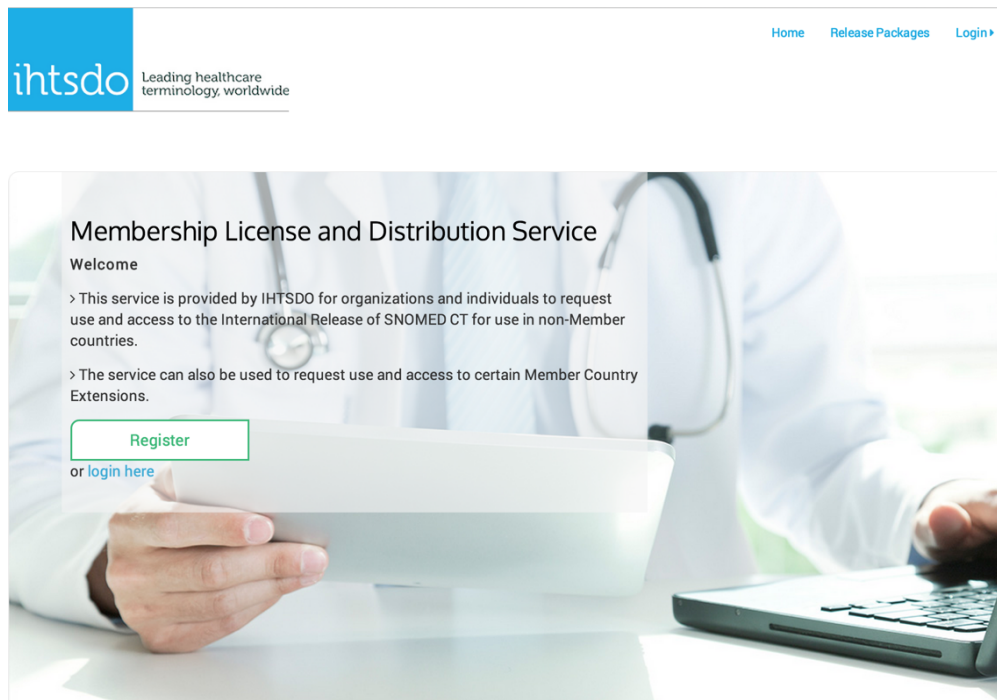 Home Release Packages Login
ihtsdo
Leading healthcare
terminology, worldwide
Membership License and Distribution Service
Welcome
> This service is provided by IHTSDO for organizations and individuals to request
use and access to the International Release of SNOMED CT for use in non-Member
countries.
> The service can also be used to request use and access to certain Member Country
Extensions.
Register
or login here